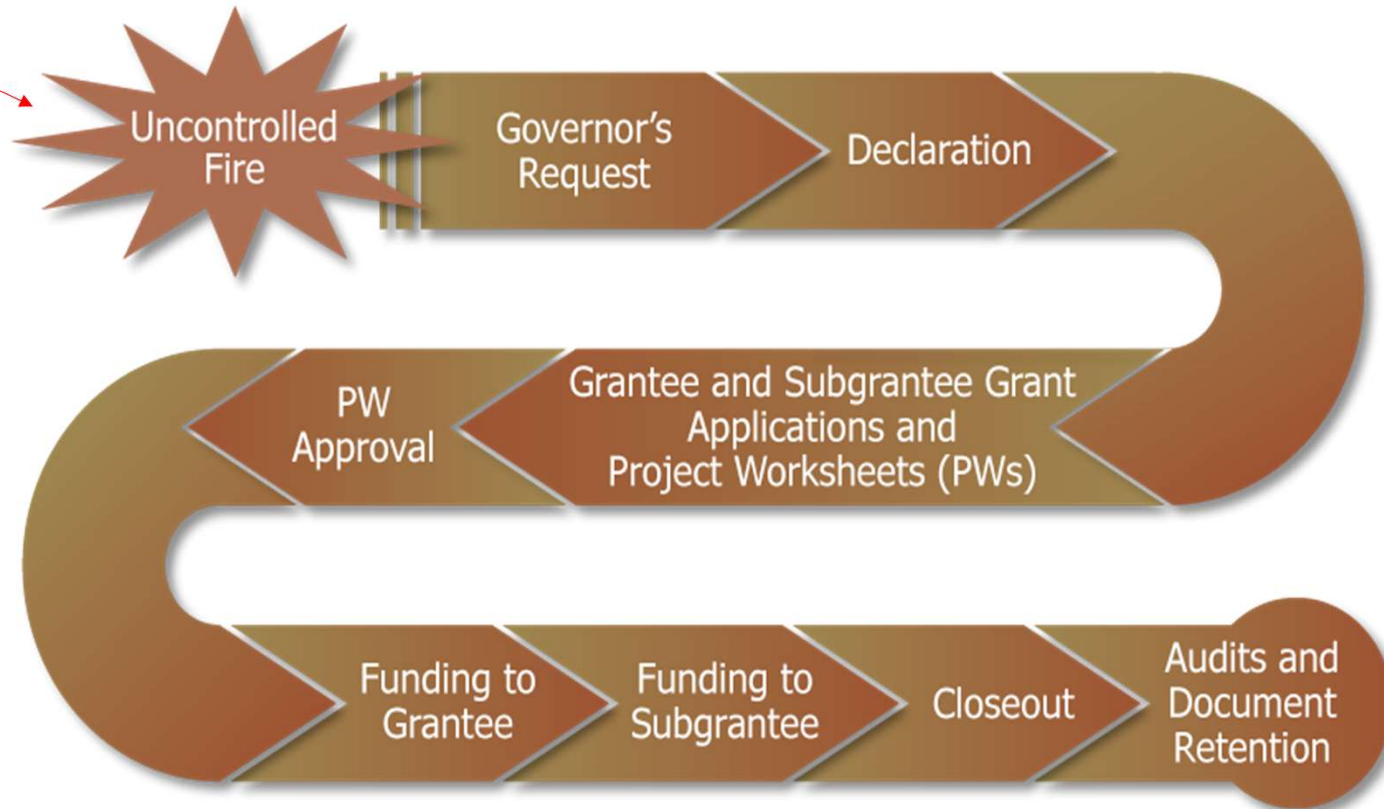 Uncontrolled
Fire
Governor's
Request
Declaration
Grantee and Subgrantee Grant
Applications and
Project Worksheets (PWs)
PW
Approval
Funding to
Grantee
Funding to
Subgrantee
Closeout
Audits and
Document
Retention